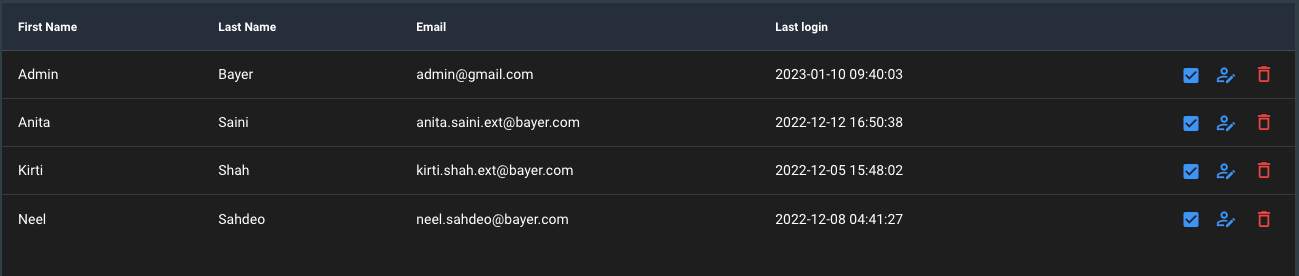 First Name Last Name Email Last login
Admin Bayer admin@gmail.com 2023-01-10 09:40:03
Anita Saini anita.saini.ext@bayer.com 2022-12-12 16:50:38
Kirti Shah kirti.shah.ext@bayer.com 2022-12-05 15:48:02
Neel Sahdeo neel.sahdeo@bayer.com 2022-12-08 04:41:27